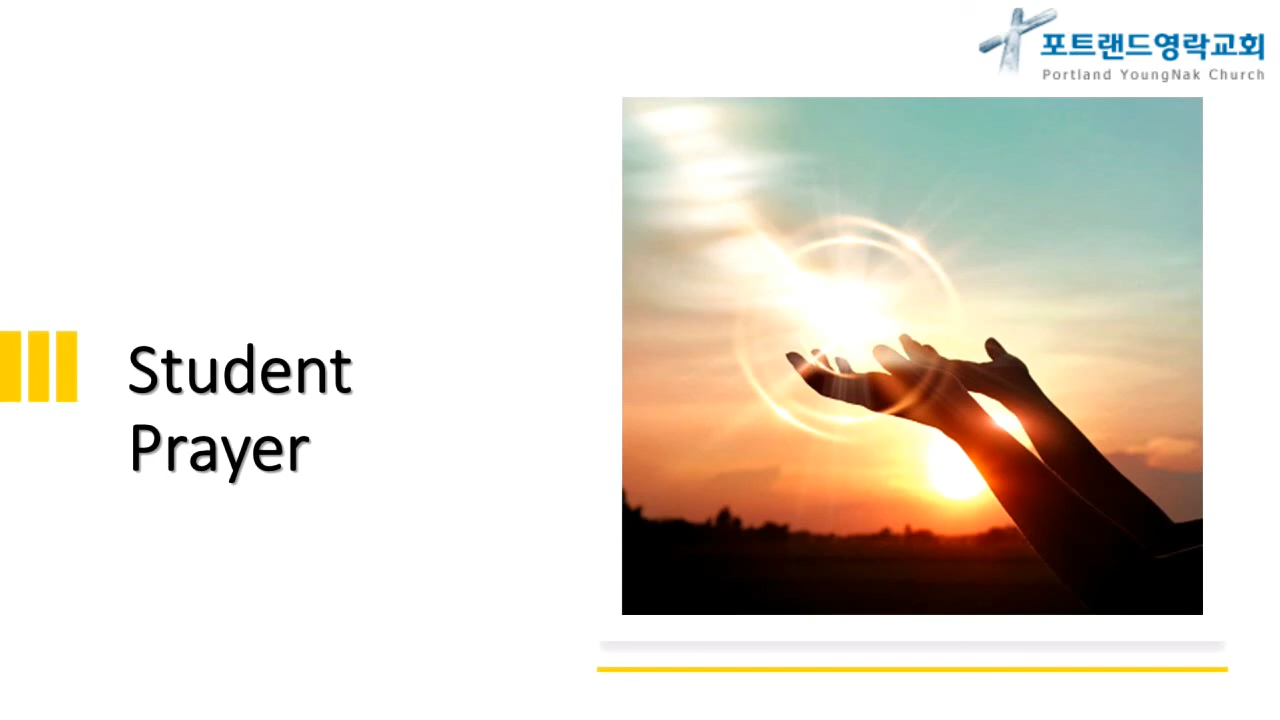 포트랜드영락교회
Portland YoungNak Church
Student
Prayer